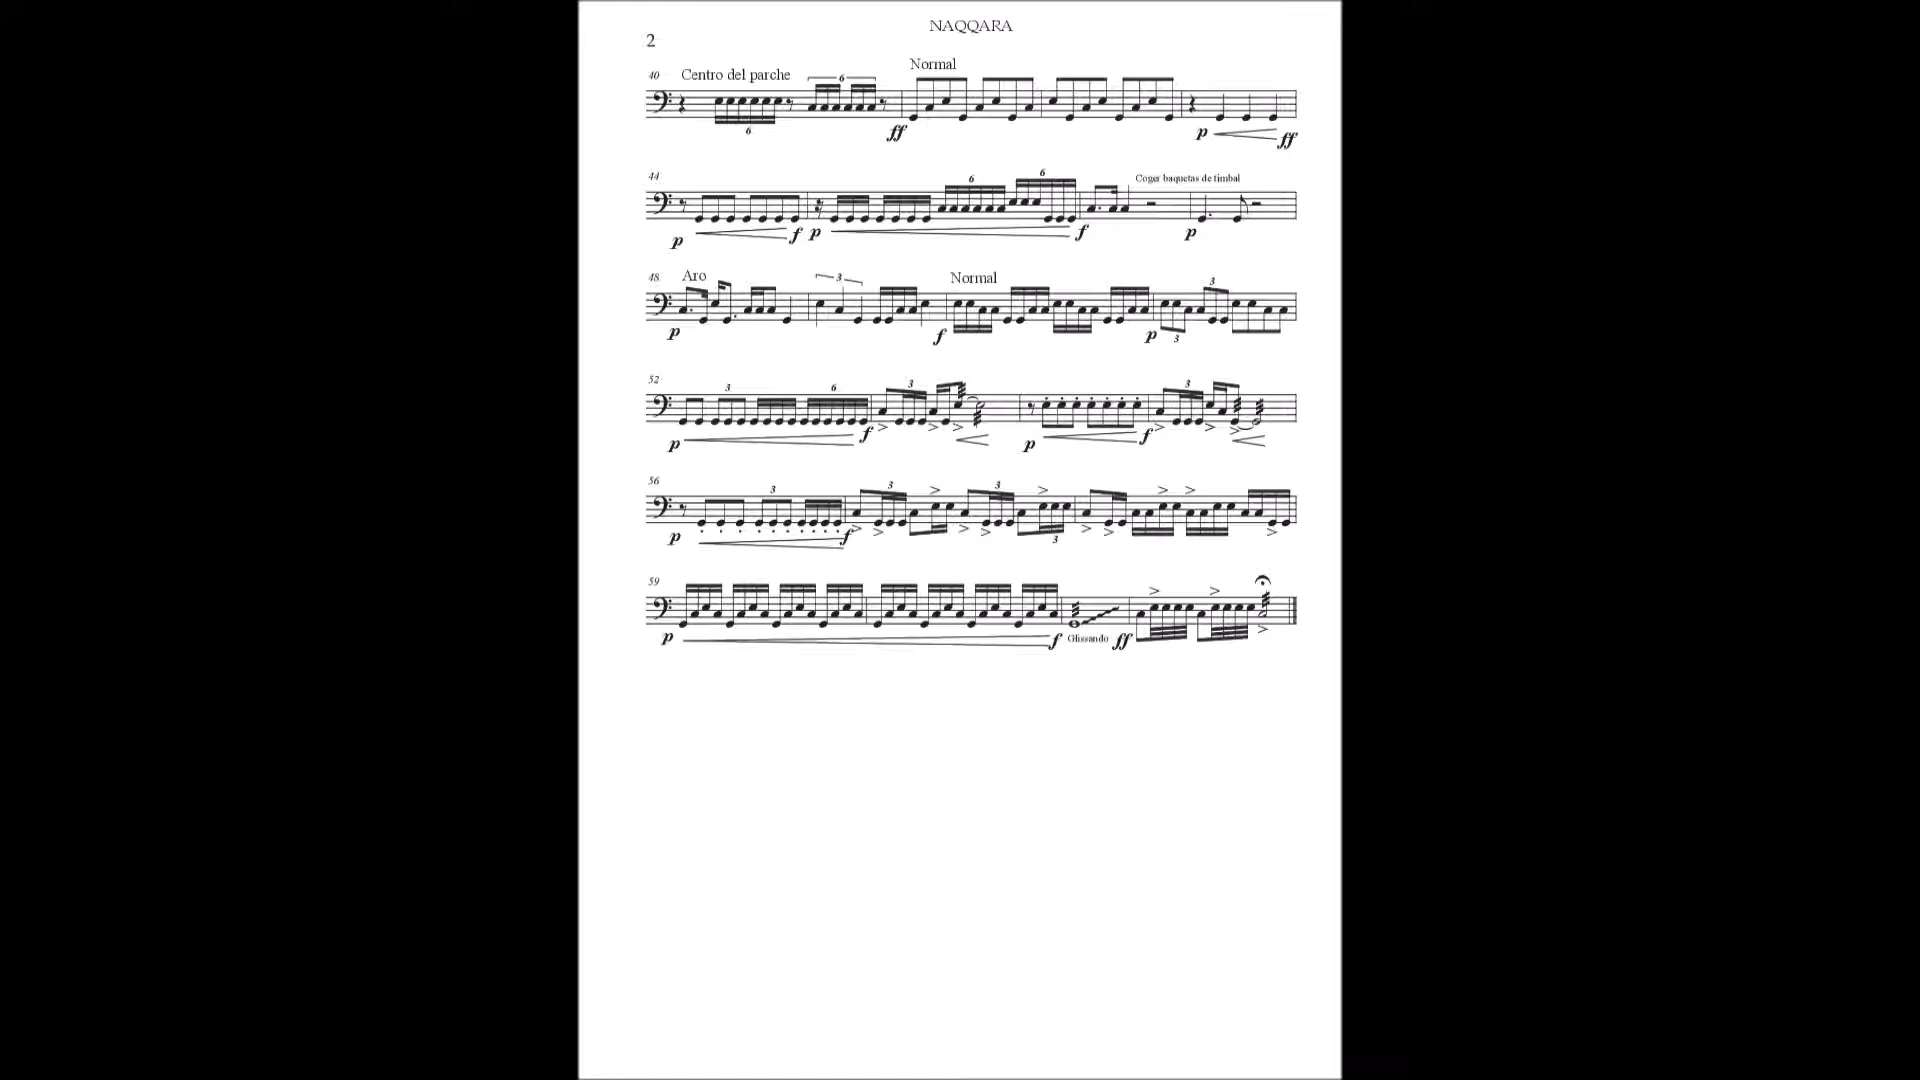 NAQQARA
2
40 Centro del parche 6 Normal
6
ff p ff
44 6 6 Coger baquetas de timbal
p f p f p
48 Aro 3 Normal 3
p f p 3
52 3 6 3 3
p f p f
56 3 3 3
p f 3
59
p f Glissando ff